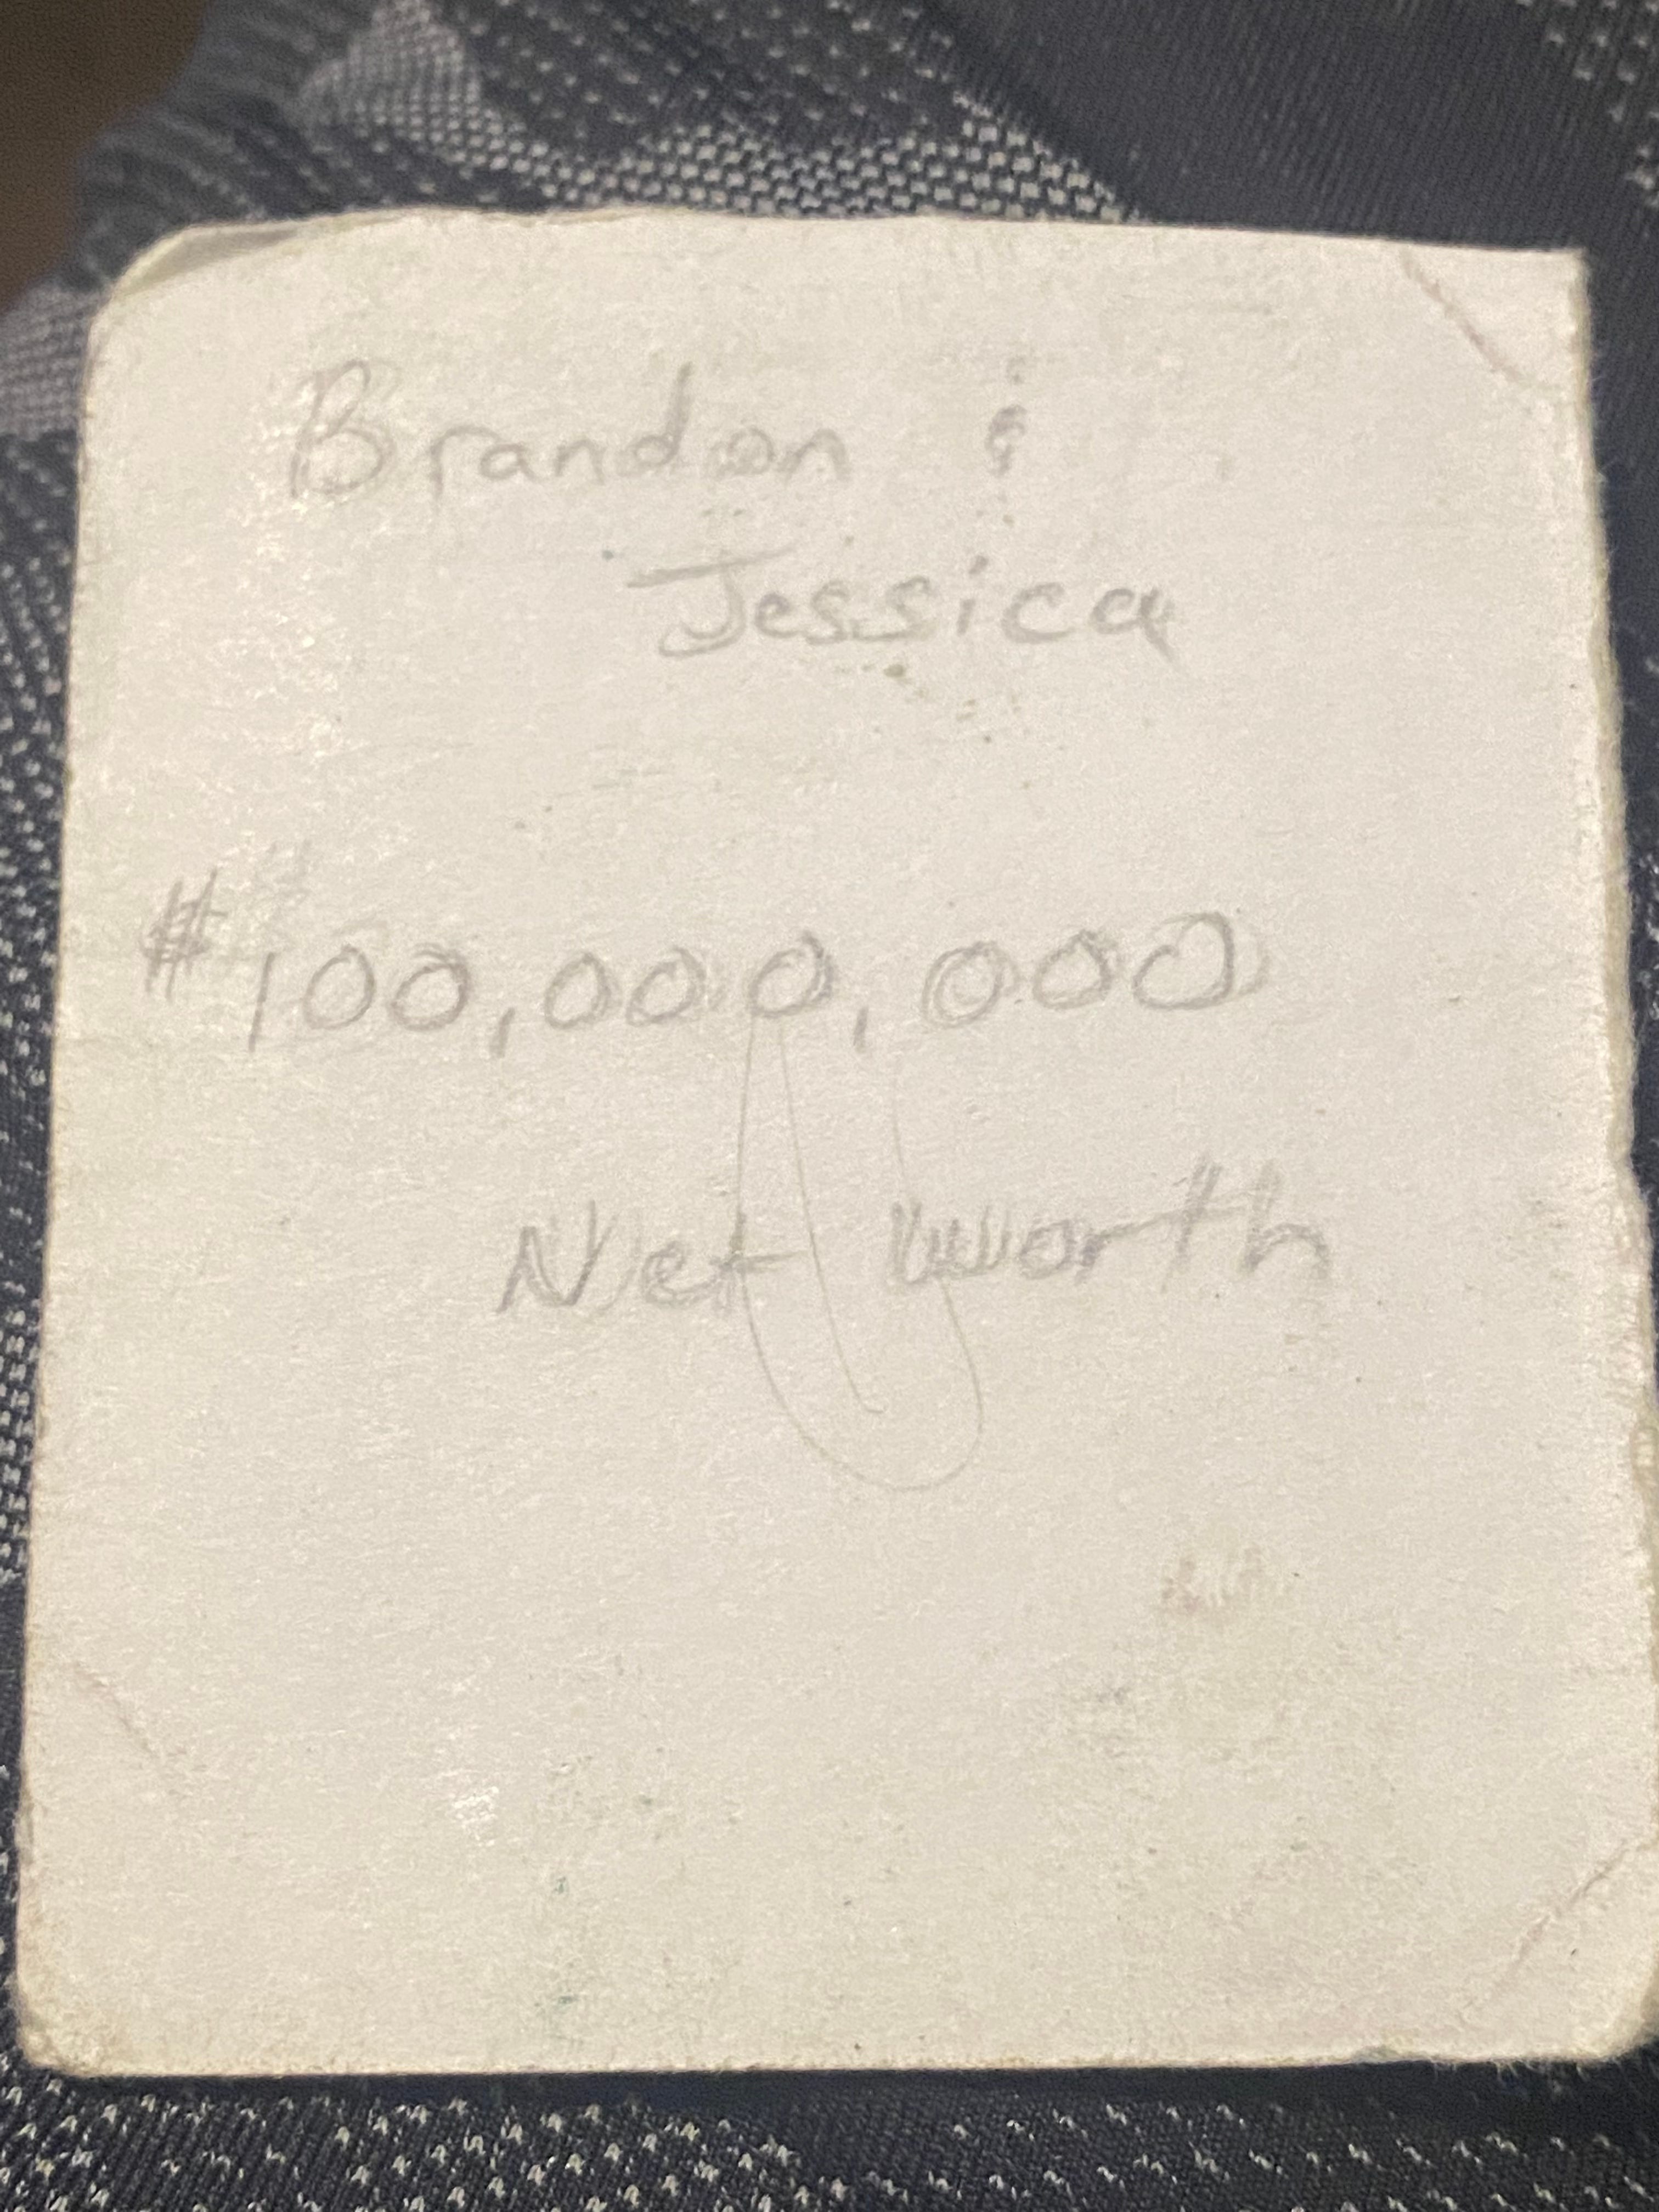 Brandon &
Jessica
$100,000,000
Net worth